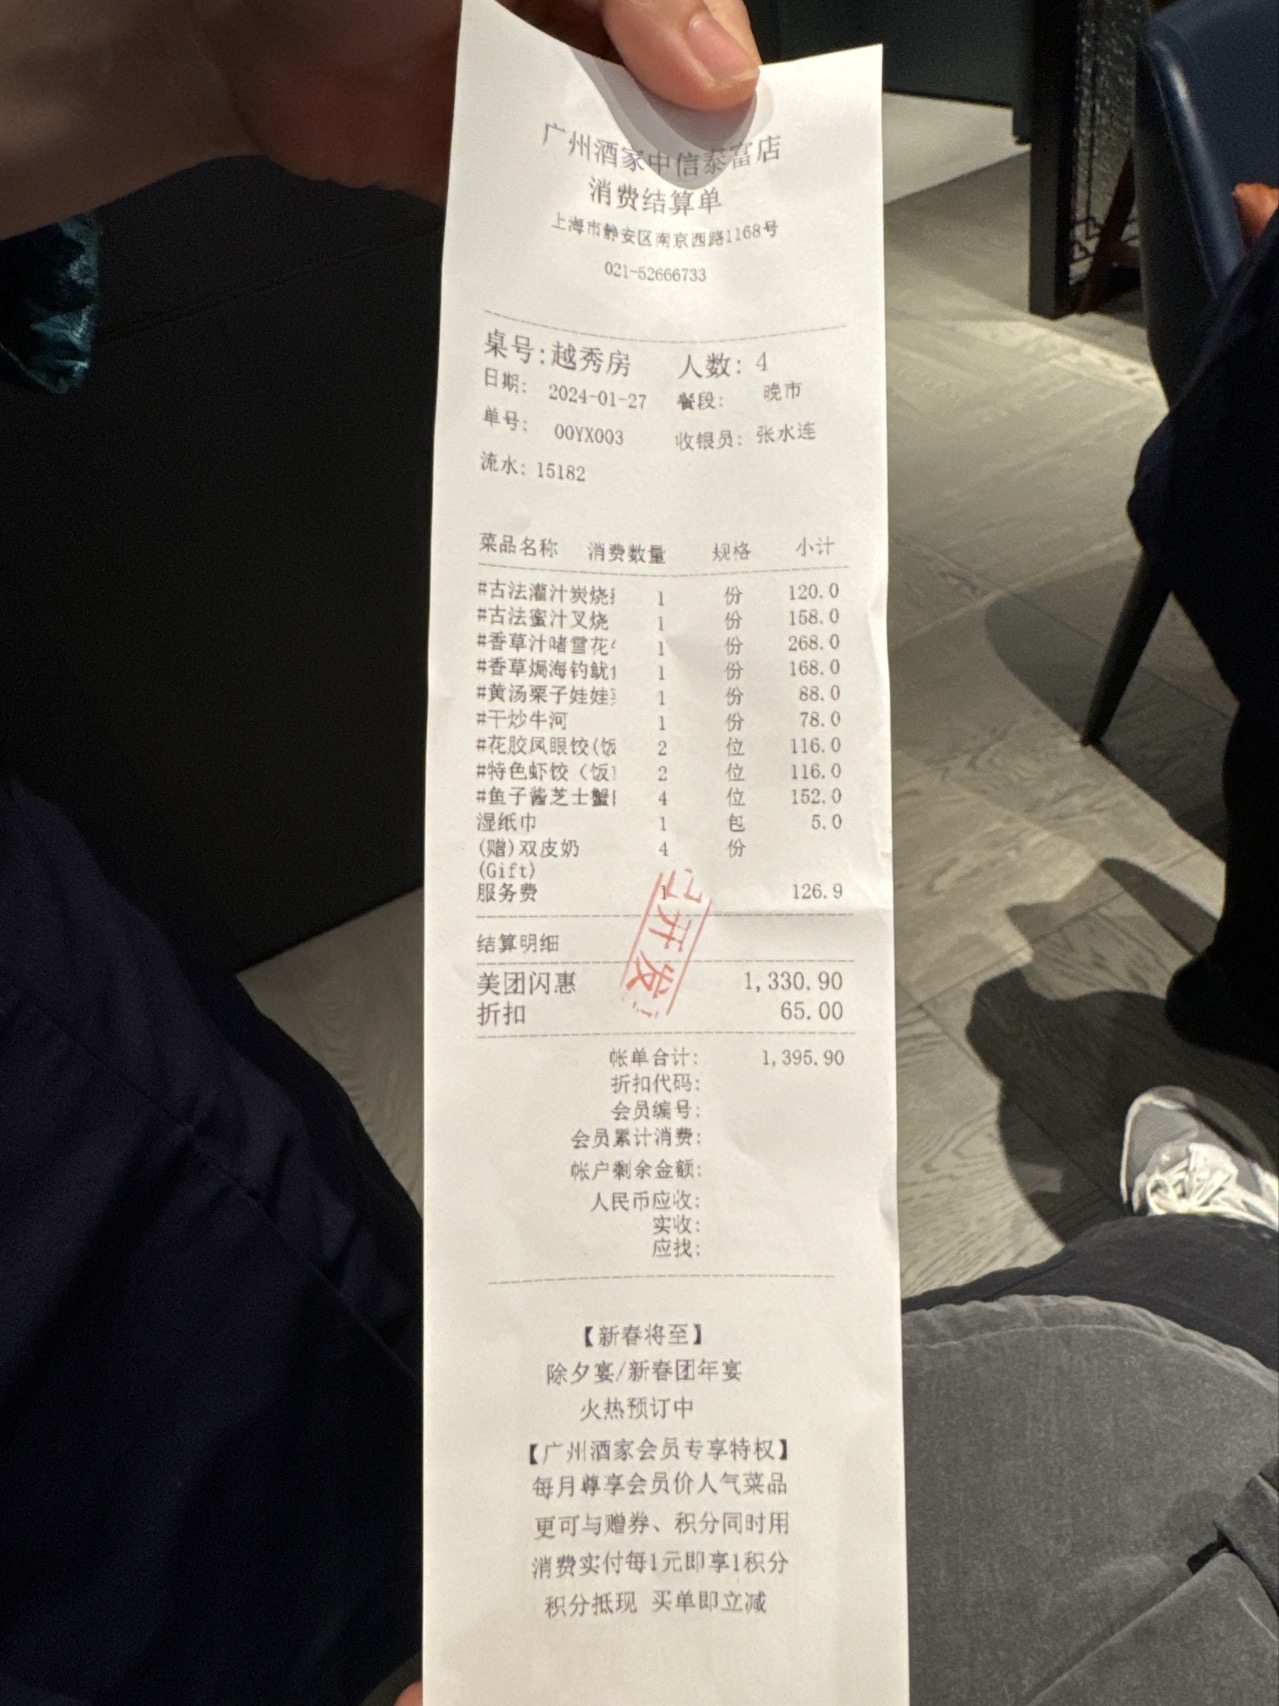 广州酒家中信泰富店
消费结算单
上海市静安区南京西路1168号
021-52666733
桌号:越秀房 人数: 4
日期: 2024-01-27 餐段: 晚市
单号: 00YX003 收银员: 张水连
流水: 15182
菜品名称 消费数量 规格 小计
#古法灌汁炭烧 1 份 120.0
#古法蜜汁叉烧 1 份 158.0
#香草汁啫雪花 1 份 268.0
#香草焗海钓鱿 1 份 168.0
#黄汤栗子娃娃 1 份 88.0
#干炒牛河 1 份 78.0
#花胶凤眼饺(饭 2 位 116.0
#特色虾饺（饭 2 位 116.0
#鱼子酱芝士蟹 4 位 152.0
湿纸巾 1 包 5.0
(赠)双皮奶 4 份
(Gift)
服务费 1 126.9
已开发
结算明细
美团闪惠 1,330.90
折扣 65.00
帐单合计: 1,395.90
折扣代码:
会员编号:
会员累计消费:
帐户剩余金额:
人民币应收:
实收:
应找:
【新春将至】
除夕宴/新春团年宴
火热预订中
【广州酒家会员专享特权】
每月尊享会员价人气菜品
更可与赠券、积分同时用
消费实付每1元即享1积分
积分抵现 买单即立减